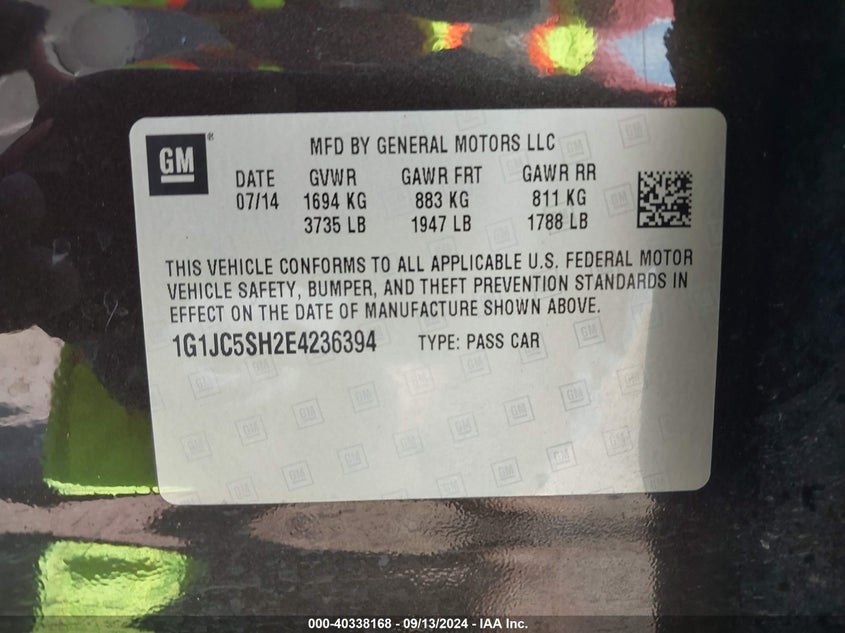 GM®
MFD BY GENERAL MOTORS LLC
DATE GVWR GAWR FRT GAWR RR
07/14 1694 KG 883 KG 811 KG
3735 LB 1947 LB 1788 LB
THIS VEHICLE CONFORMS TO ALL APPLICABLE U.S. FEDERAL MOTOR
VEHICLE SAFETY, BUMPER, AND THEFT PREVENTION STANDARDS IN
EFFECT ON THE DATE OF MANUFACTURE SHOWN ABOVE.
1G1JC5SH2E4236394 TYPE: PASS CAR
000-40338168 - 09/13/2024 - IAA Inc.